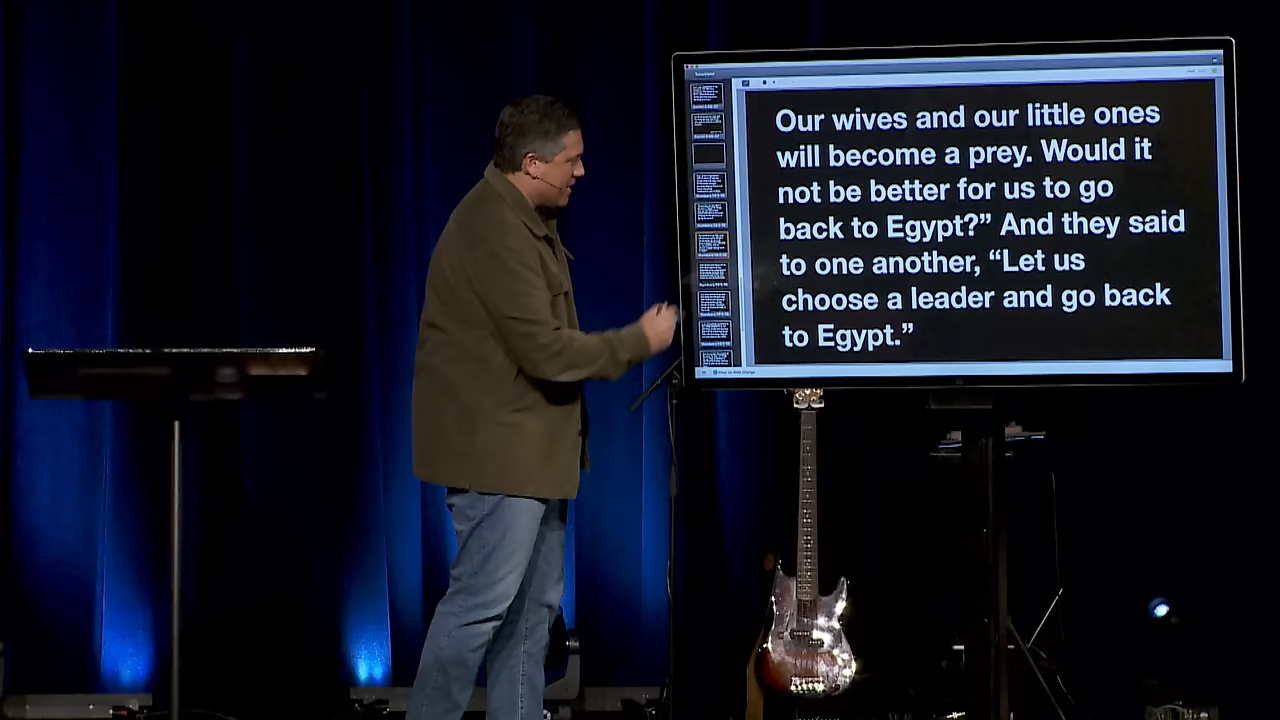 Our wives and our little ones
will become a prey. Would it
not be better for us to go
back to Egypt?” And they said
to one another, “Let us
choose a leader and go back
to Egypt.”